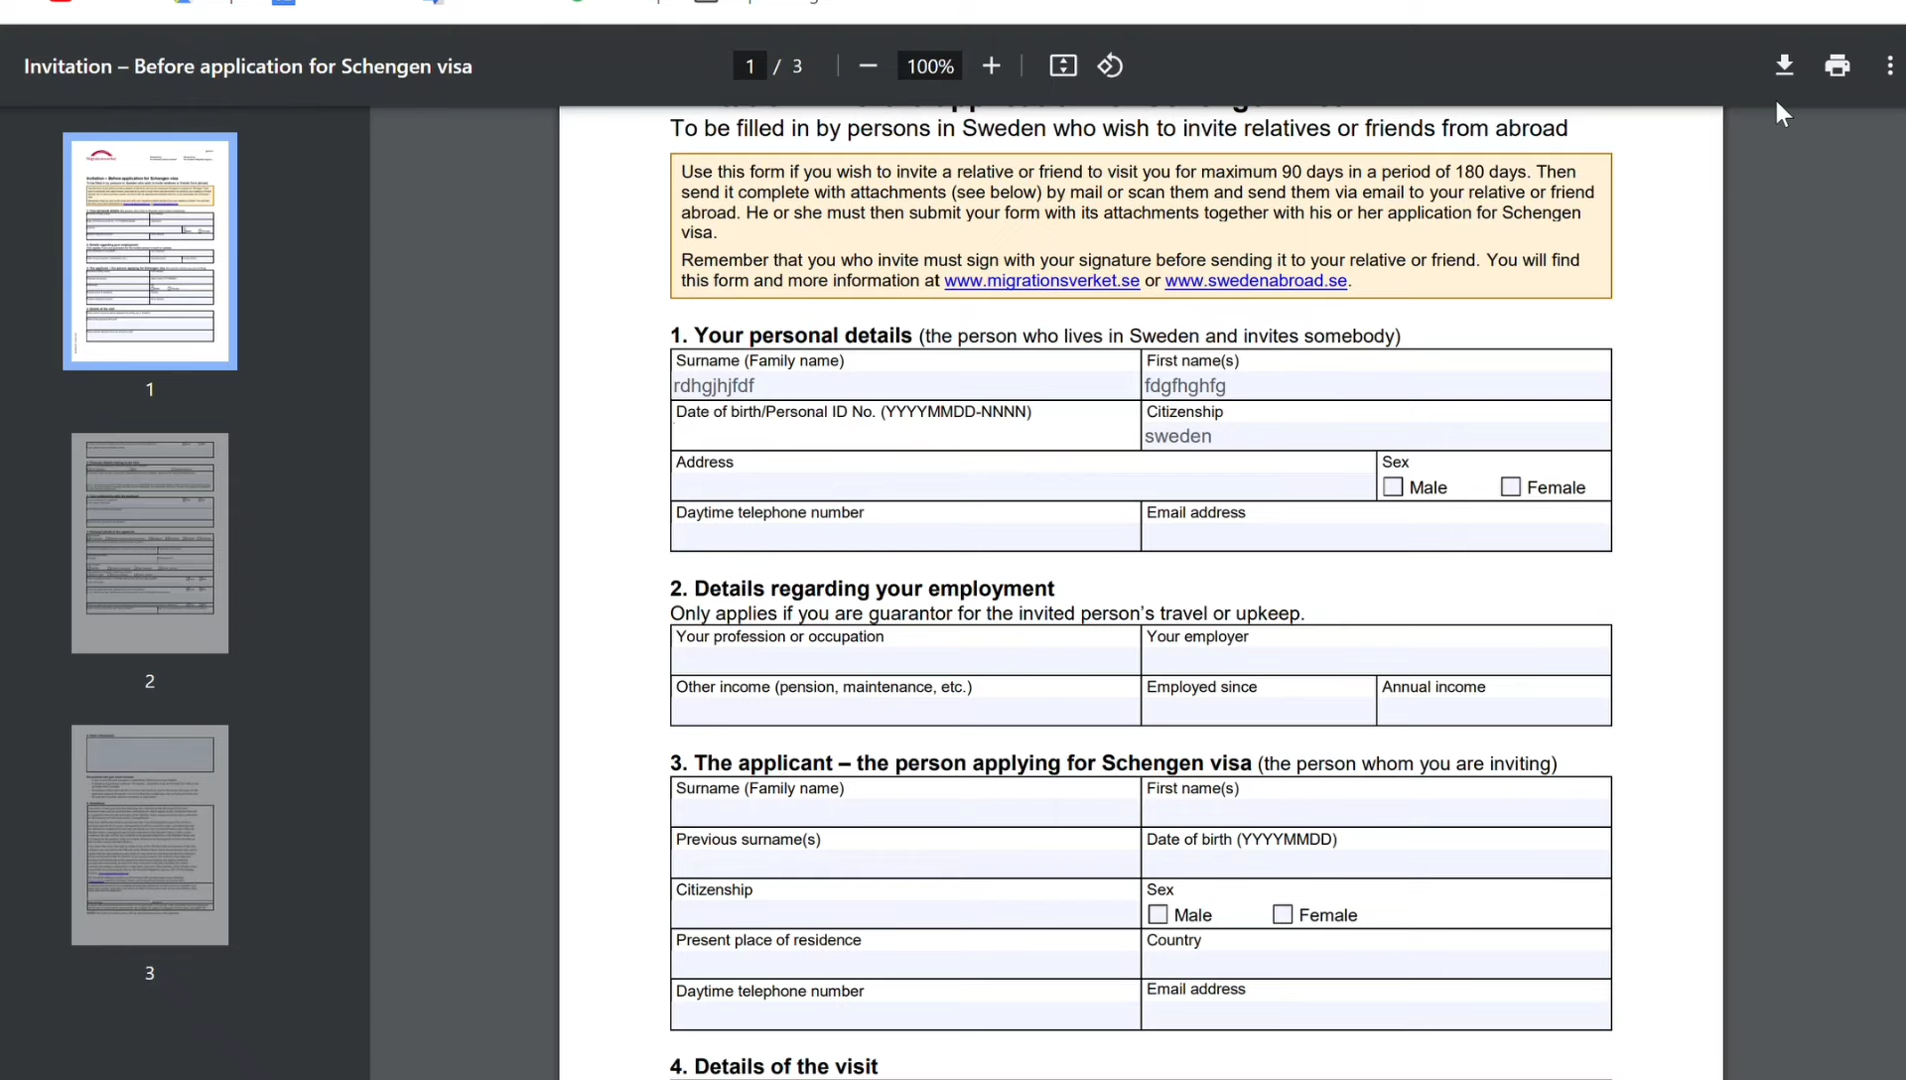 Invitation – Before application for Schengen visa
1 / 3
100%
To be filled in by persons in Sweden who wish to invite relatives or friends from abroad
Use this form if you wish to invite a relative or friend to visit you for maximum 90 days in a period of 180 days. Then
send it complete with attachments (see below) by mail or scan them and send them via email to your relative or friend
abroad. He or she must then submit your form with its attachments together with his or her application for Schengen
visa.
Remember that you who invite must sign with your signature before sending it to your relative or friend. You will find
this form and more information at www.migrationsverket.se or www.swedenabroad.se.
1. Your personal details (the person who lives in Sweden and invites somebody)
Surname (Family name) First name(s)
rdhgjhjfdf fdgfhghfg
Date of birth/Personal ID No. (YYYYMMDD-NNNN) Citizenship
sweden
Address Sex
Male Female
Daytime telephone number Email address
2. Details regarding your employment
Only applies if you are guarantor for the invited person's travel or upkeep.
Your profession or occupation Your employer
Other income (pension, maintenance, etc.) Employed since Annual income
3. The applicant – the person applying for Schengen visa (the person whom you are inviting)
Surname (Family name) First name(s)
Previous surname(s) Date of birth (YYYYMMDD)
Citizenship Sex
Male Female
Present place of residence Country
Daytime telephone number Email address
4. Details of the visit
1
2
3